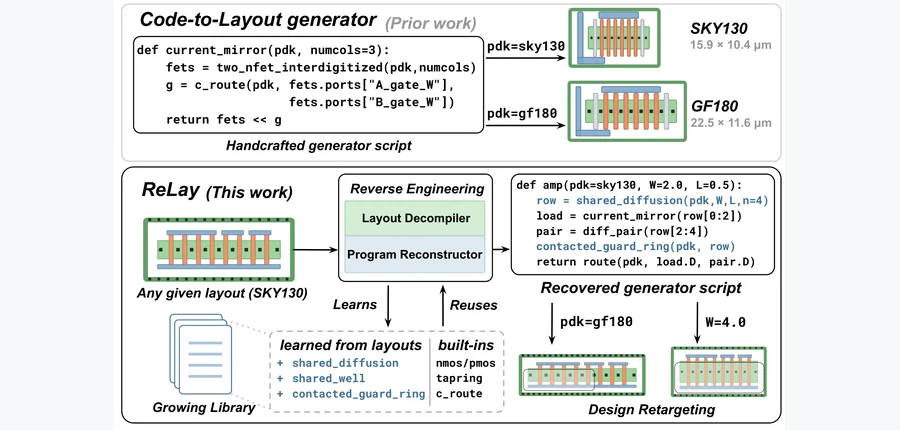 Code-to-Layout generator (Prior work)
def current_mirror(pdk, numcols=3):
fets = two_nfet_interdigitized(pdk,numcols)
g = c_route(pdk, fets.ports["A_gate_W"],
fets.ports["B_gate_W"])
return fets << g
Handcrafted generator script
pdk=sky130
SKY130
15.9 × 10.4 µm
pdk=gf180
GF180
22.5 × 11.6 µm
ReLay (This work)
Any given layout (SKY130)
Reverse Engineering
Layout Decompiler
Program Reconstructor
def amp(pdk=sky130, W=2.0, L=0.5):
row = shared_diffusion(pdk,W,L,n=4)
load = current_mirror(row[0:2])
pair = diff_pair(row[2:4])
contacted_guard_ring(pdk, row)
return route(pdk, load.D, pair.D)
Recovered generator script
Learns
Reuses
Growing Library
learned from layouts
+ shared_diffusion
+ shared_well
+ contacted_guard_ring
built-ins
nmos/pmos
tapring
c_route
pdk=gf180
W=4.0
Design Retargeting